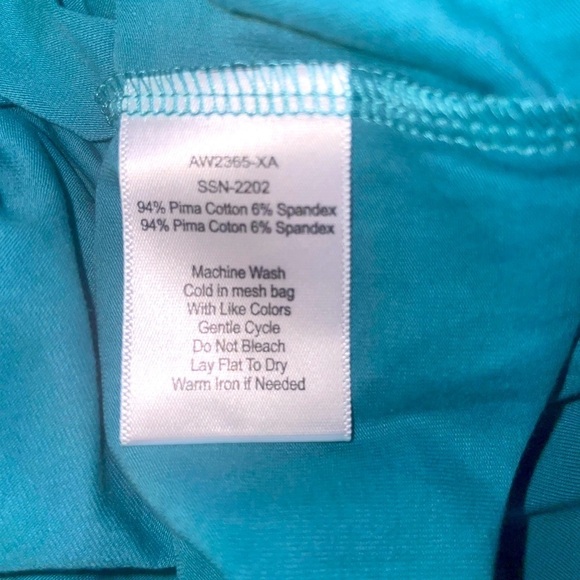 AW2365-XA
SSN-2202
94% Pima Cotton 6% Spandex
94% Pima Coton 6% Spandex
Machine Wash
Cold in mesh bag
With Like Colors
Gentle Cycle
Do Not Bleach
Lay Flat To Dry
Warm Iron if Needed